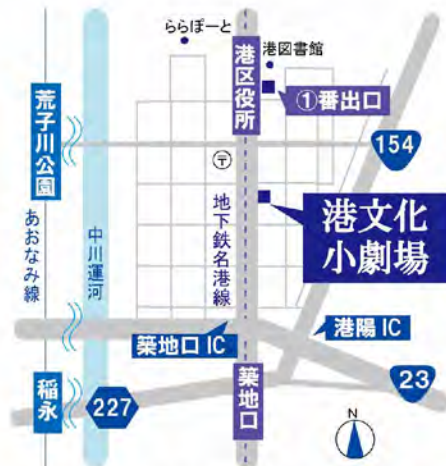 ららぽーと
港図書館
港区役所
①番出口
荒子川公園
154
〒
港文化
小劇場
地下鉄名港線
あおなみ線
中川運河
築地口 IC
港陽 IC
稲永
227
築地口
23
N